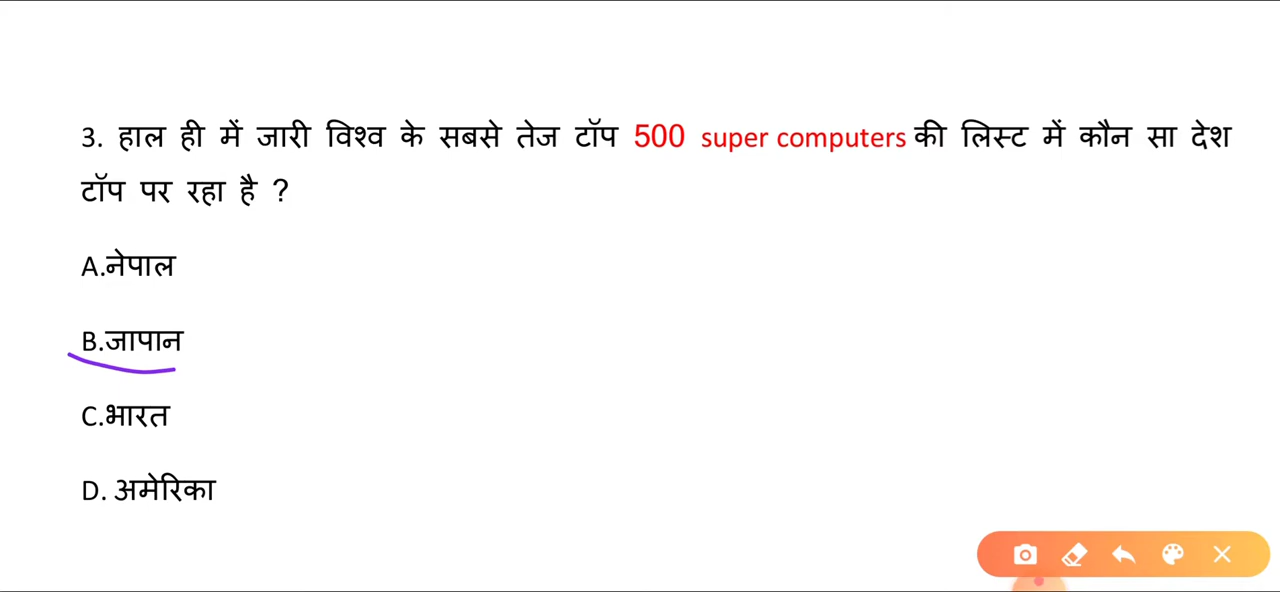 3. हाल ही में जारी विश्व के सबसे तेज टॉप 500 super computers की लिस्ट में कौन सा देश
टॉप पर रहा है ?
A.नेपाल
B.जापान
C.भारत
D. अमेरिका